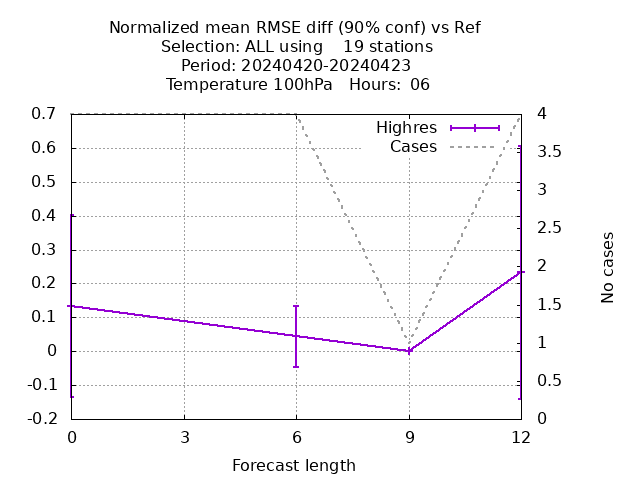 Normalized mean RMSE diff (90% conf) vs Ref
Selection: ALL using    19 stations
Period: 20240420-20240423
Temperature 100hPa   Hours: 06
Highres
Cases
0.7
0.6
0.5
0.4
0.3
0.2
0.1
0
-0.1
-0.2
4
3.5
3
2.5
2
1.5
1
0.5
0
No cases
0 3 6 9 12
Forecast length